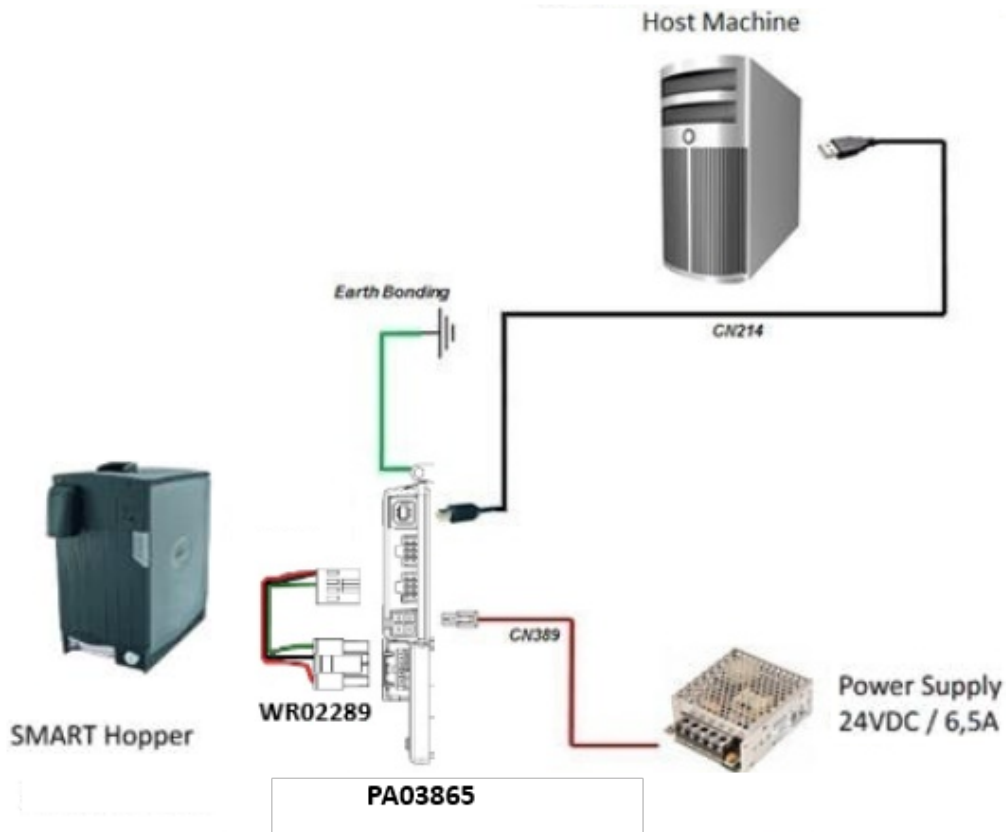 Host Machine
Earth Bonding
CN214
CN389
WR02289
SMART Hopper
Power Supply
24VDC / 6,5A
PA03865